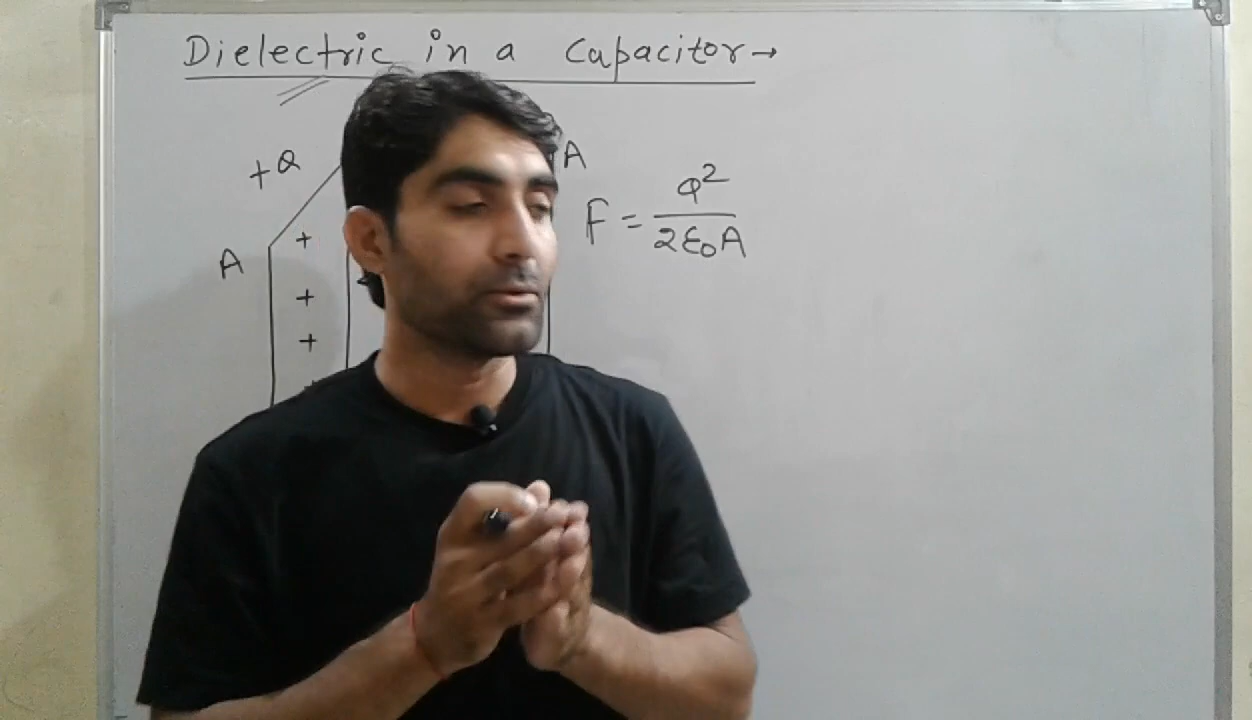 Dielectric in a Capacitor→
+Q
A
A
F = Q²/2ε₀A
+
+
+